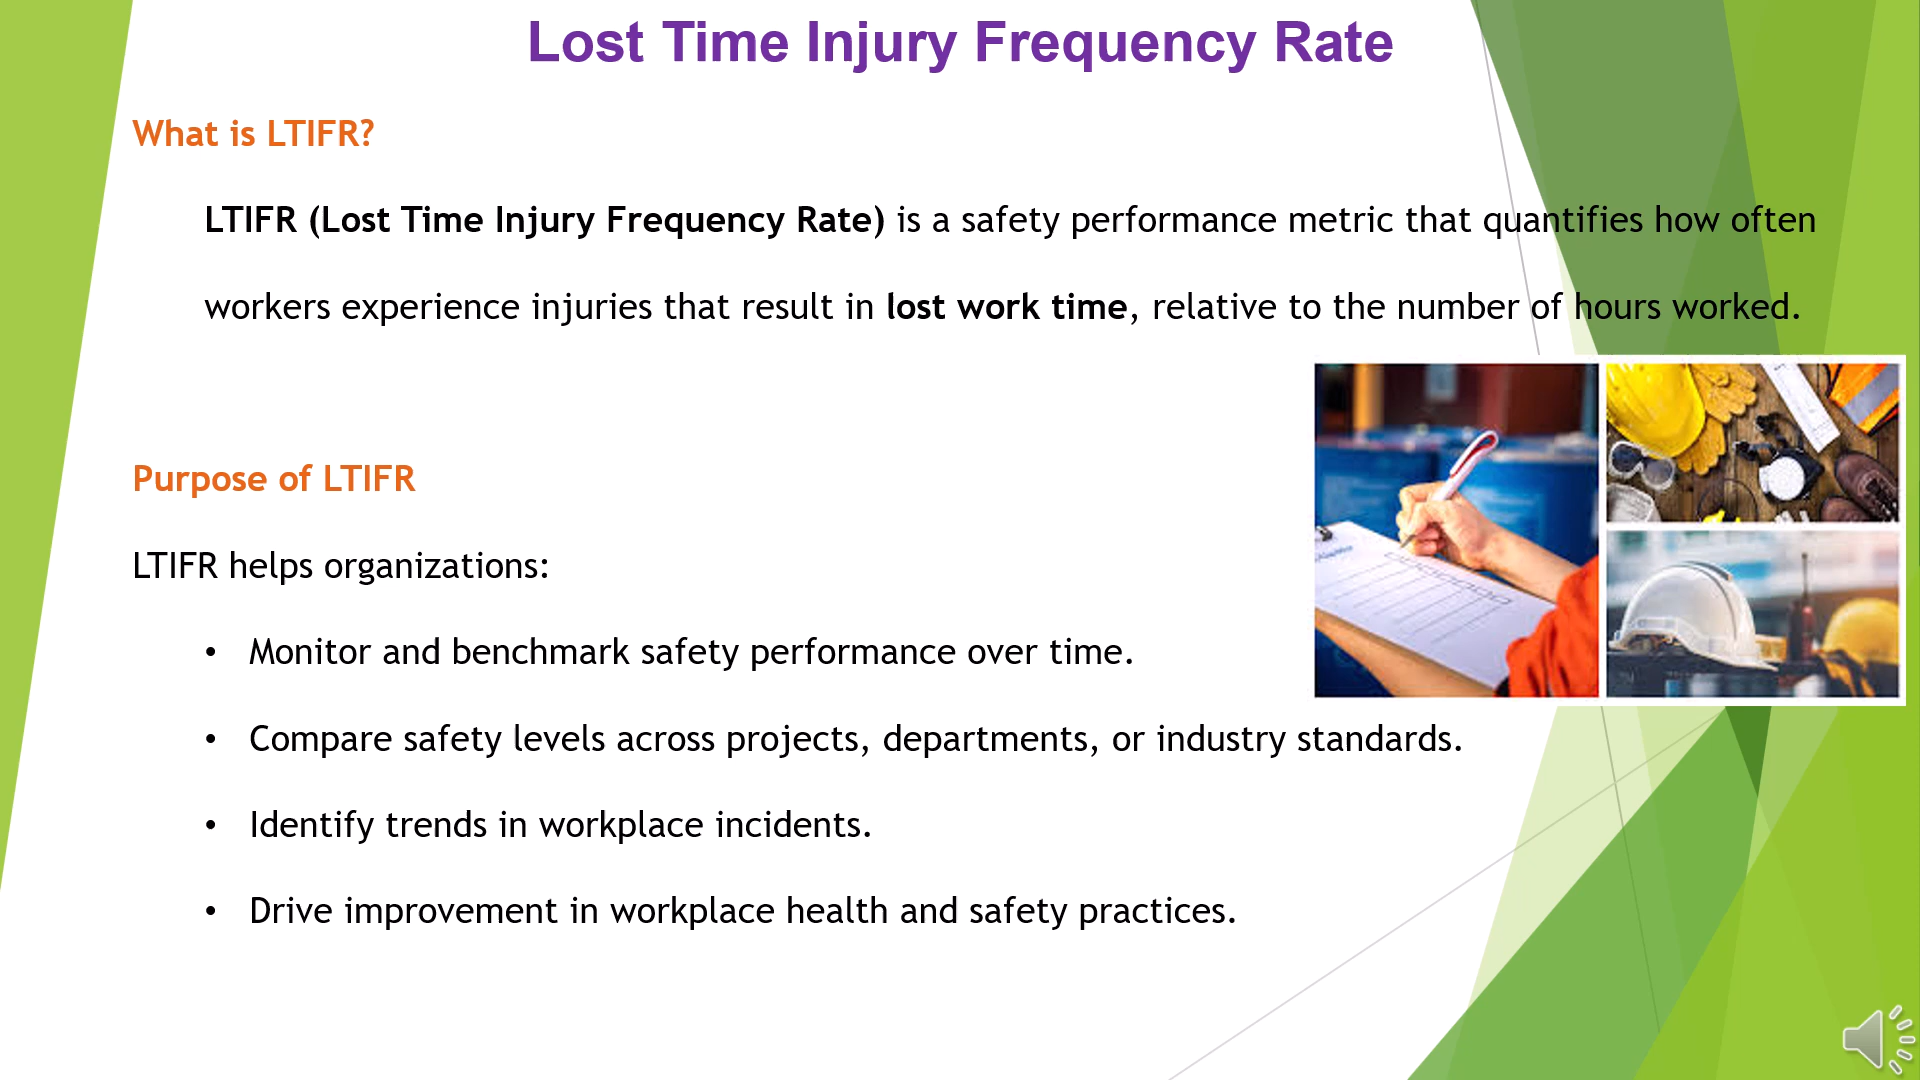 Lost Time Injury Frequency Rate
What is LTIFR?
LTIFR (Lost Time Injury Frequency Rate) is a safety performance metric that quantifies how often
workers experience injuries that result in lost work time, relative to the number of hours worked.
Purpose of LTIFR
LTIFR helps organizations:
• Monitor and benchmark safety performance over time.
• Compare safety levels across projects, departments, or industry standards.
• Identify trends in workplace incidents.
• Drive improvement in workplace health and safety practices.